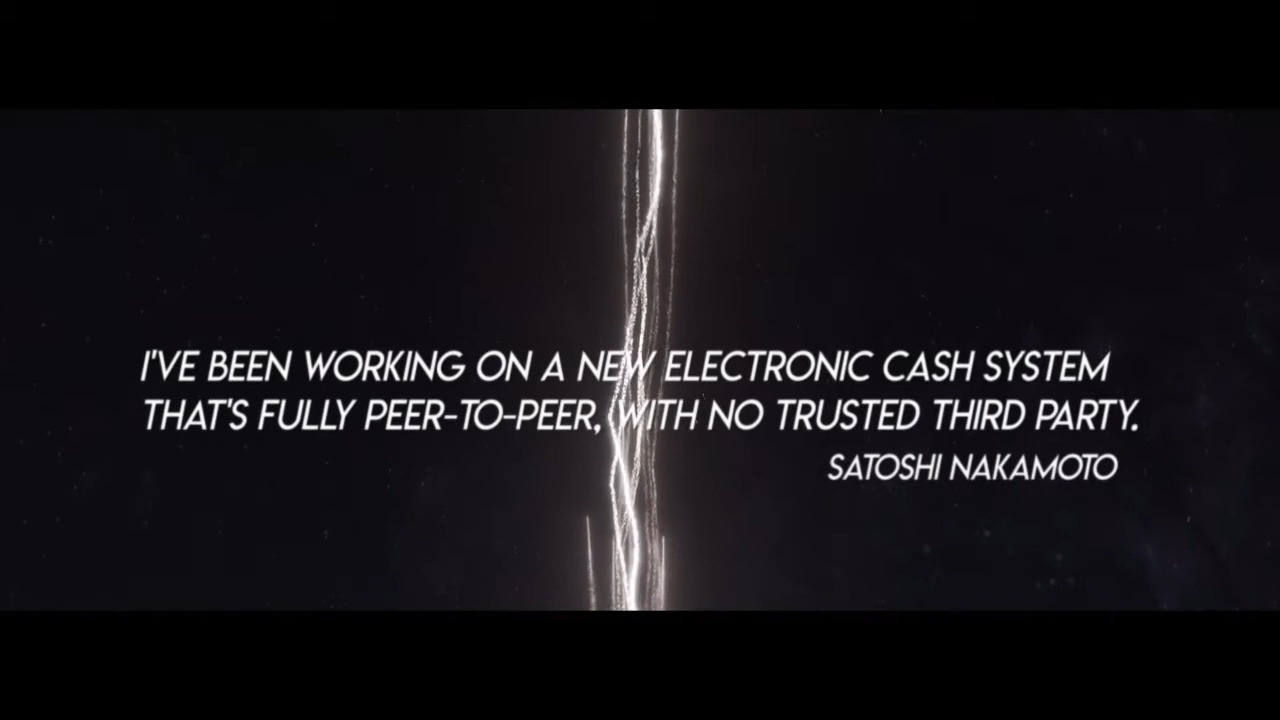 I'VE BEEN WORKING ON A NEW ELECTRONIC CASH SYSTEM
THAT'S FULLY PEER-TO-PEER, WITH NO TRUSTED THIRD PARTY.
SATOSHI NAKAMOTO